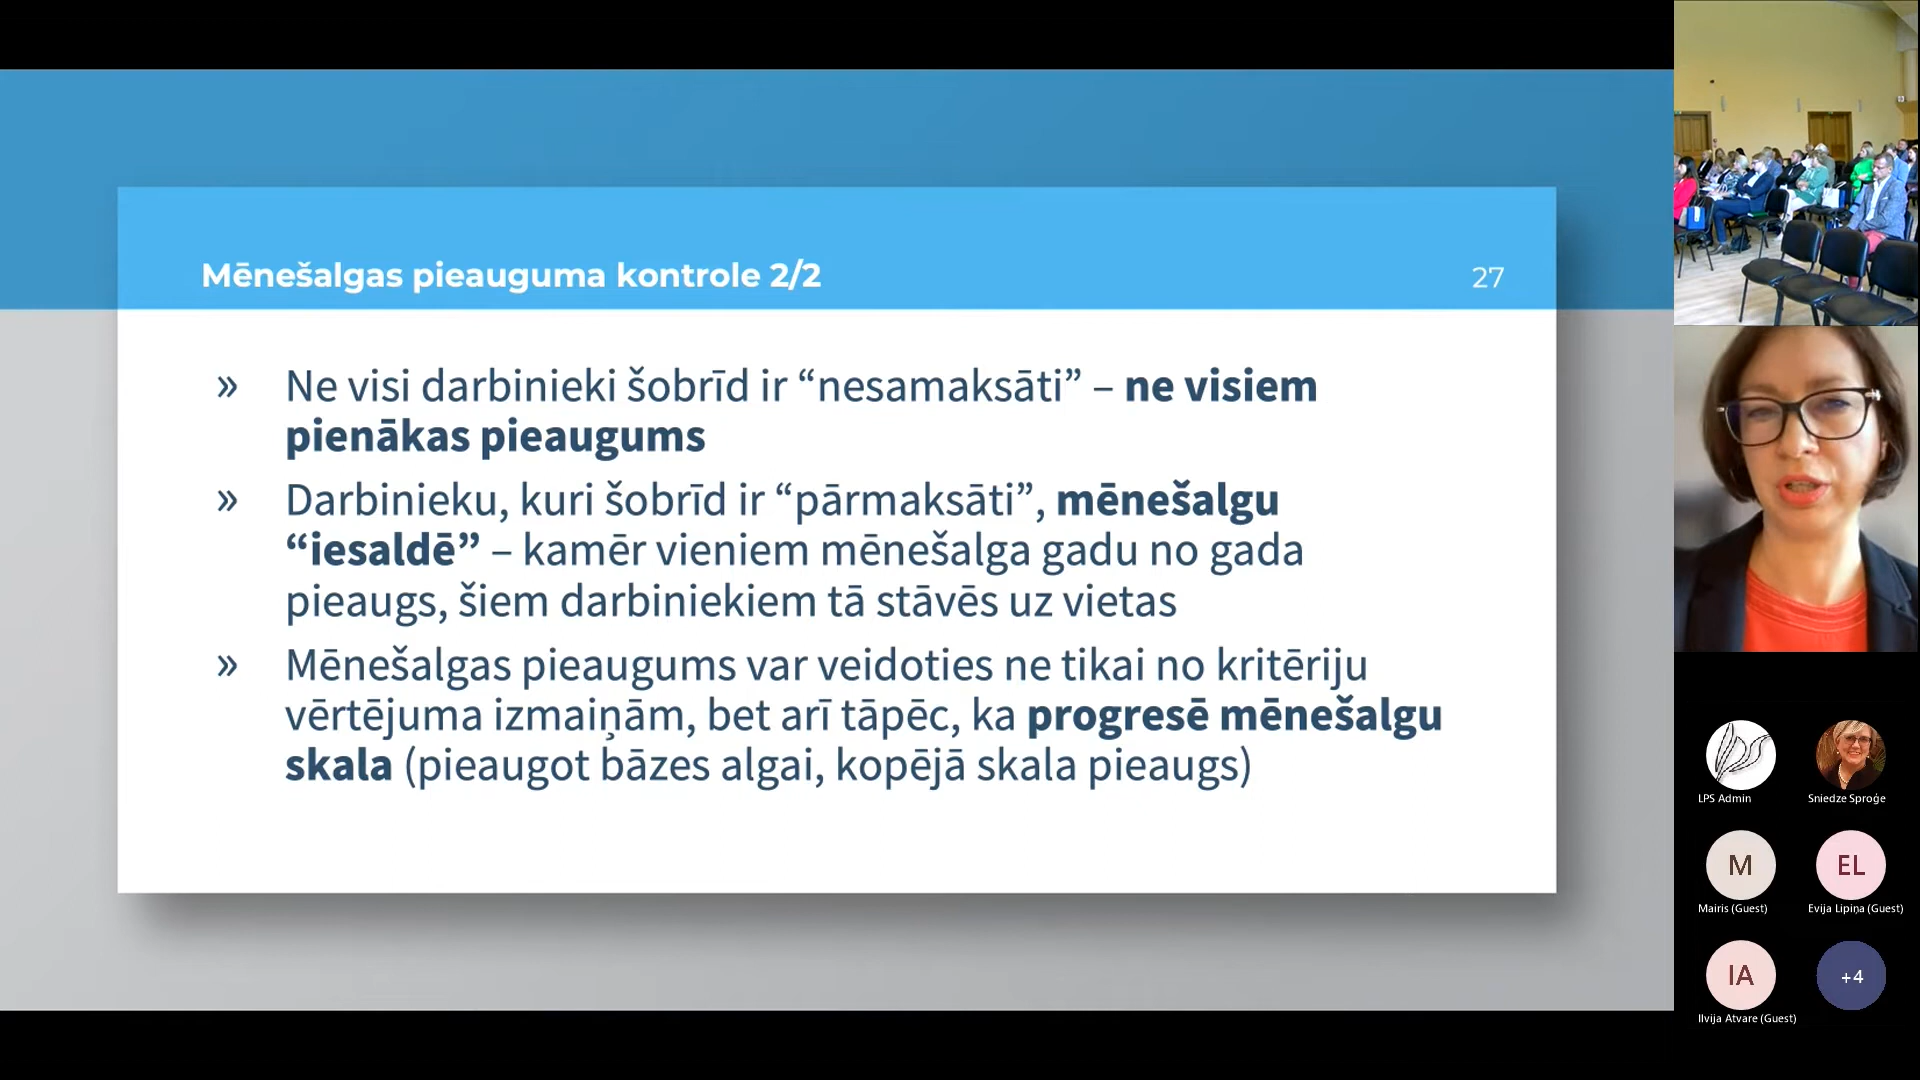 Mēnešalgas pieauguma kontrole 2/2
27
» Ne visi darbinieki šobrīd ir “nesamaksāti” – ne visiem
pienākas pieaugums
» Darbinieku, kuri šobrīd ir “pārmaksāti”, mēnešalgu
“iesaldē” – kamēr vieniem mēnešalga gadu no gada
pieaugs, šiem darbiniekiem tā stāvēs uz vietas
» Mēnešalgas pieaugums var veidoties ne tikai no kritēriju
vērtējuma izmaiņām, bet arī tāpēc, ka progresē mēnešalgu
skala (pieaugot bāzes algai, kopējā skala pieaugs)
LPS Admin
Sniedze Sproģe
M
EL
Mairis (Guest)
Evija Lipiņa (Guest)
IA
+4
Ilvija Atvare (Guest)